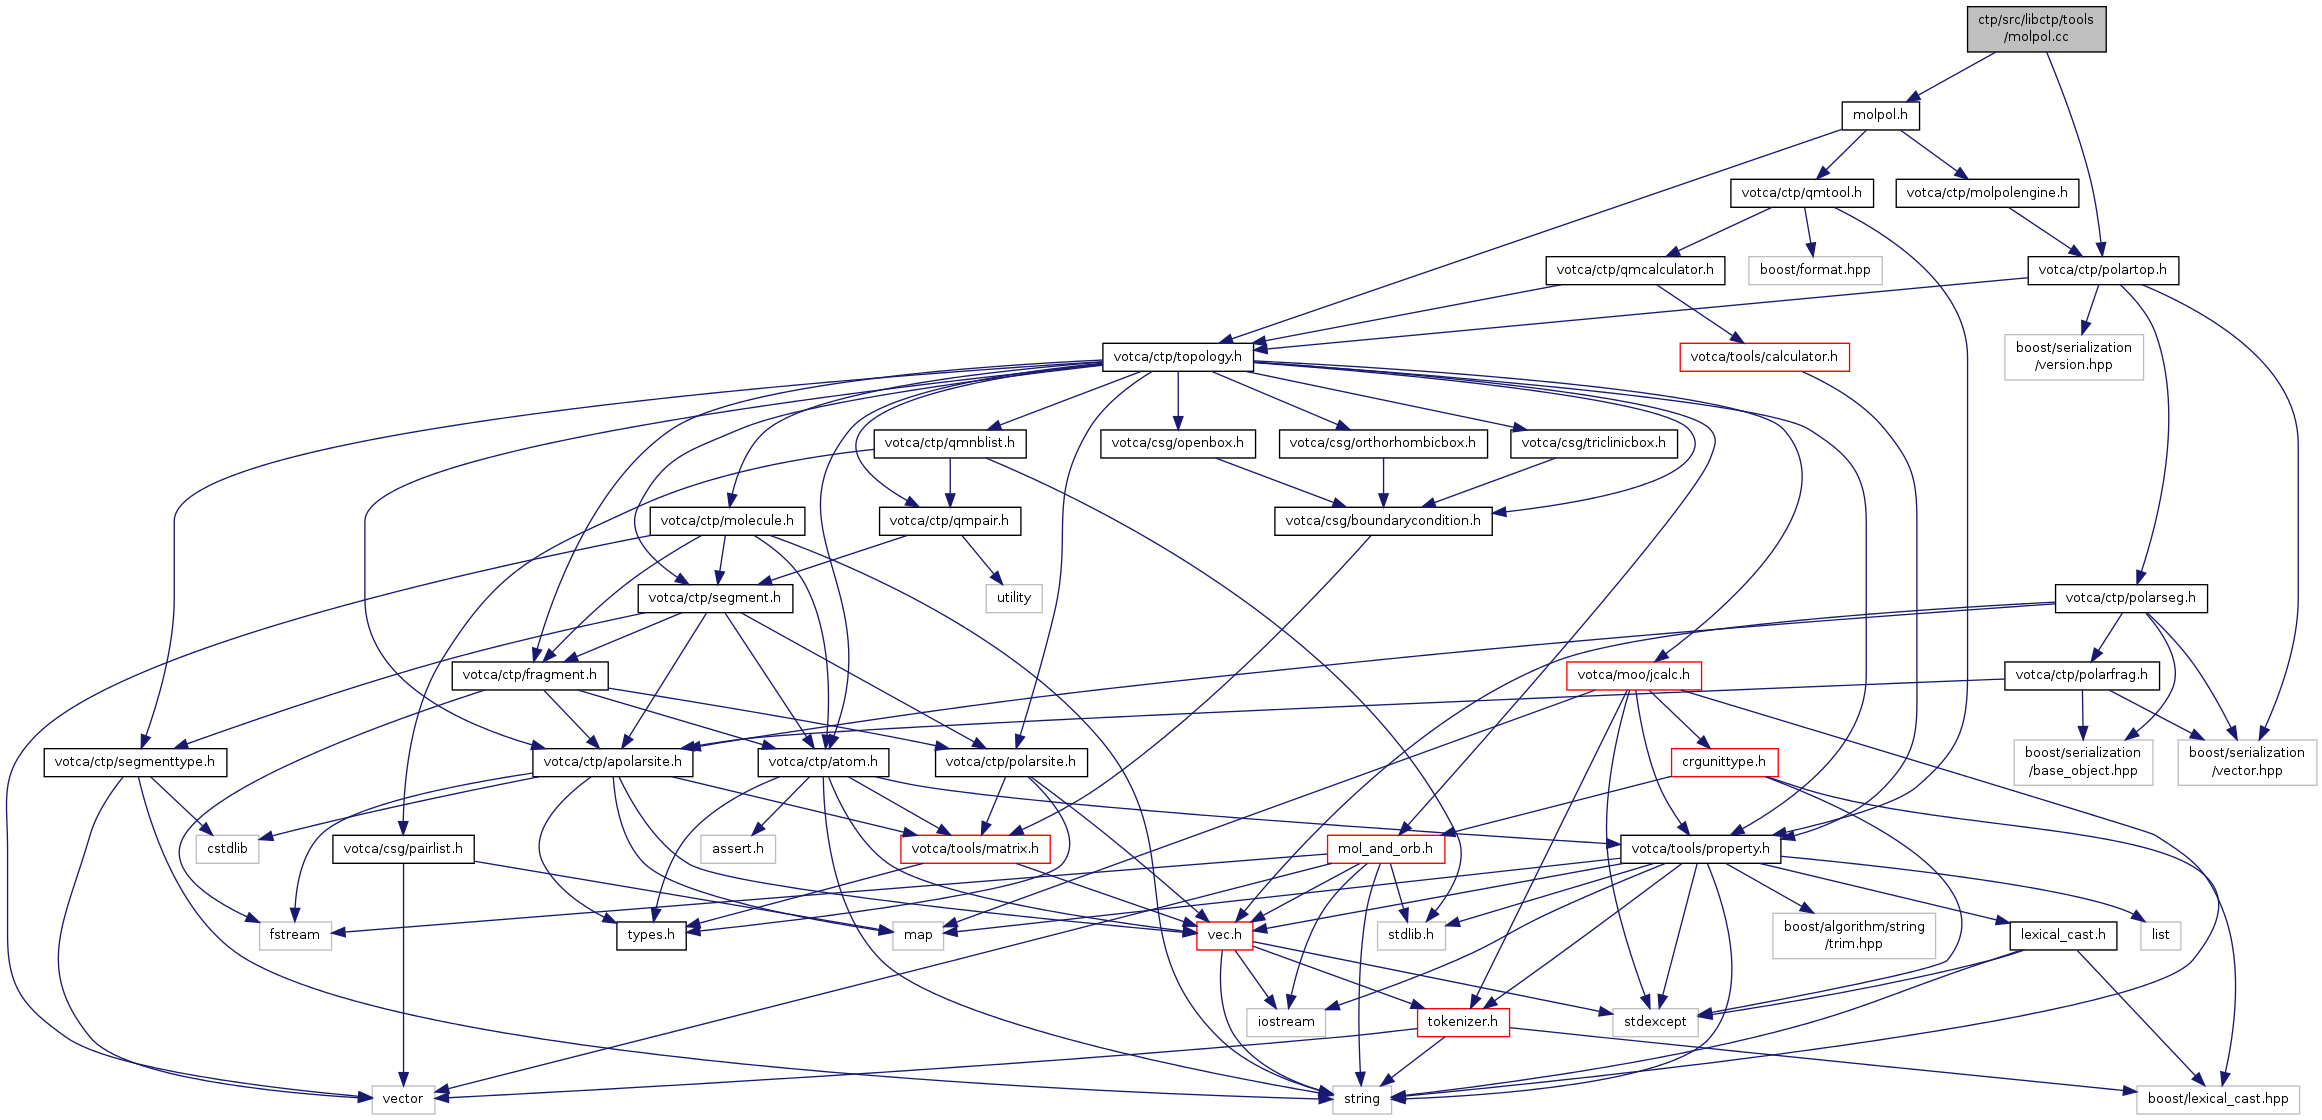 ctp/src/libctp/tools
/molpol.cc
molpol.h
votca/ctp/qmtool.h
votca/ctp/molpolengine.h
votca/ctp/qmcalculator.h
boost/format.hpp
votca/ctp/polartop.h
votca/ctp/topology.h
votca/tools/calculator.h
boost/serialization
/version.hpp
votca/ctp/qmnblist.h
votca/csg/openbox.h
votca/csg/orthorhombicbox.h
votca/csg/triclinicbox.h
votca/ctp/molecule.h
votca/ctp/qmpair.h
votca/csg/boundarycondition.h
votca/ctp/segment.h
utility
votca/ctp/polarseg.h
votca/ctp/fragment.h
votca/moo/jcalc.h
votca/ctp/polarfrag.h
votca/ctp/segmenttype.h
votca/ctp/apolarsite.h
votca/ctp/atom.h
votca/ctp/polarsite.h
crgunittype.h
boost/serialization
/base_object.hpp
boost/serialization
/vector.hpp
cstdlib
votca/csg/pairlist.h
assert.h
votca/tools/matrix.h
mol_and_orb.h
votca/tools/property.h
fstream
types.h
map
vec.h
stdlib.h
boost/algorithm/string
/trim.hpp
lexical_cast.h
list
iostream
tokenizer.h
stdexcept
vector
string
boost/lexical_cast.hpp